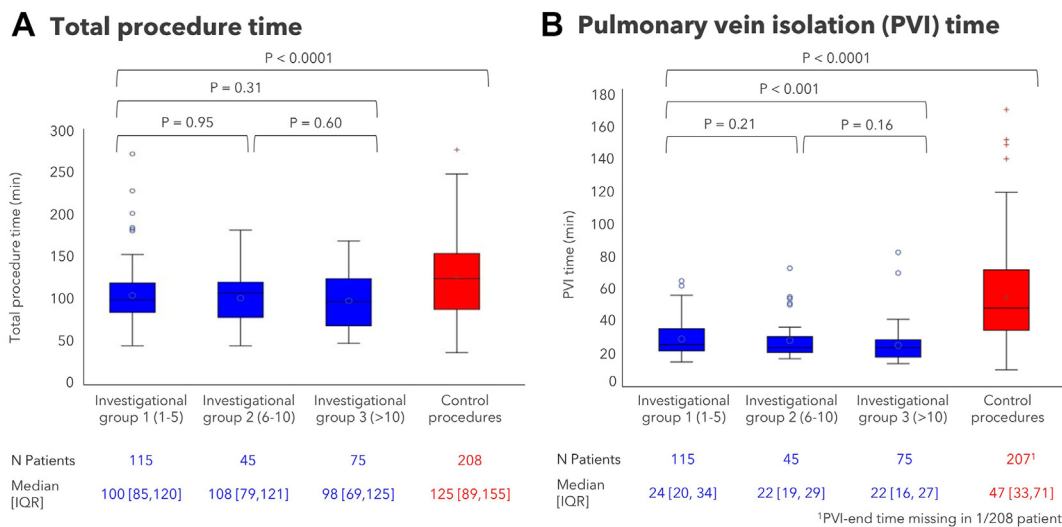 A Total procedure time
P < 0.0001
P = 0.31
P = 0.95 P = 0.60
Total procedure time (min)
300
250
200
150
100
50
0
Investigational group 1 (1-5)
Investigational group 2 (6-10)
Investigational group 3 (>10)
Control procedures
N Patients 115 45 75 208
Median [IQR] 100 [85,120] 108 [79,121] 98 [69,125] 125 [89,155]
B Pulmonary vein isolation (PVI) time
P < 0.0001
P < 0.001
P = 0.21 P = 0.16
PVI time (min)
180
160
140
120
100
80
60
40
20
0
Investigational group 1 (1-5)
Investigational group 2 (6-10)
Investigational group 3 (>10)
Control procedures
N Patients 115 45 75 207¹
Median [IQR] 24 [20, 34] 22 [19, 29] 22 [16, 27] 47 [33,71]
¹PVI-end time missing in 1/208 patient